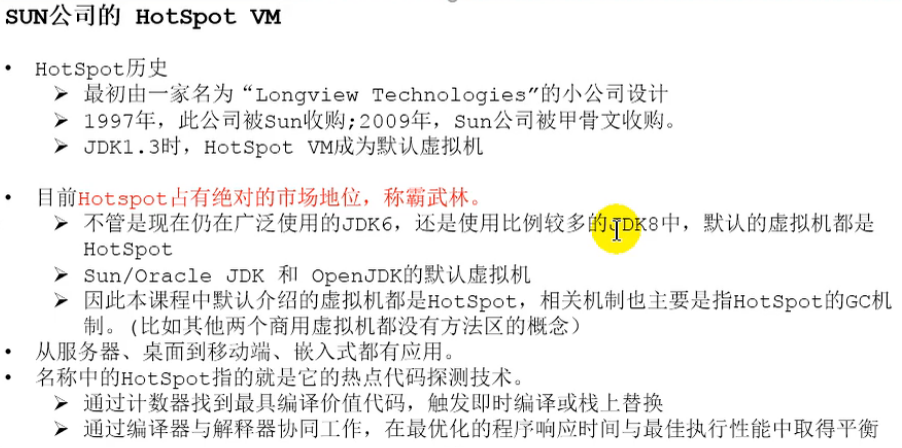 SUN公司的 HotSpot VM
• HotSpot历史
➢ 最初由一家名为“Longview Technologies”的小公司设计
➢ 1997年，此公司被Sun收购;2009年，Sun公司被甲骨文收购。
➢ JDK1.3时，HotSpot VM成为默认虚拟机
• 目前Hotspot占有绝对的市场地位，称霸武林。
➢ 不管是现在仍在广泛使用的JDK6，还是使用比例较多的JDK8中，默认的虚拟机都是
HotSpot
➢ Sun/Oracle JDK 和 OpenJDK的默认虚拟机
➢ 因此本课程中默认介绍的虚拟机都是HotSpot，相关机制也主要是指HotSpot的GC机
制。(比如其他两个商用虚拟机都没有方法区的概念）
• 从服务器、桌面到移动端、嵌入式都有应用。
• 名称中的HotSpot指的就是它的热点代码探测技术。
➢ 通过计数器找到最具编译价值代码，触发即时编译或栈上替换
➢ 通过编译器与解释器协同工作，在最优化的程序响应时间与最佳执行性能中取得平衡